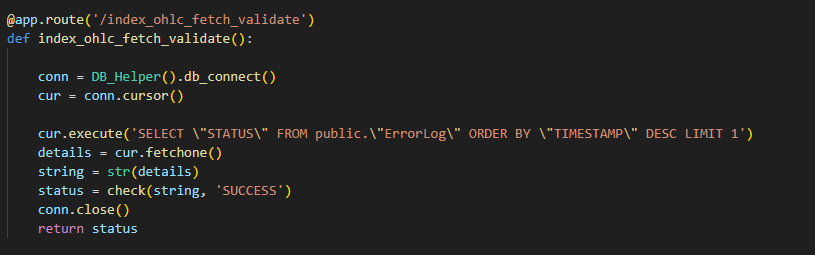 @app.route('/index_ohlc_fetch_validate')
def index_ohlc_fetch_validate():
conn = DB_Helper().db_connect()
cur = conn.cursor()
cur.execute('SELECT \"STATUS\" FROM public.\"ErrorLog\" ORDER BY \"TIMESTAMP\" DESC LIMIT 1')
details = cur.fetchone()
string = str(details)
status = check(string, 'SUCCESS')
conn.close()
return status